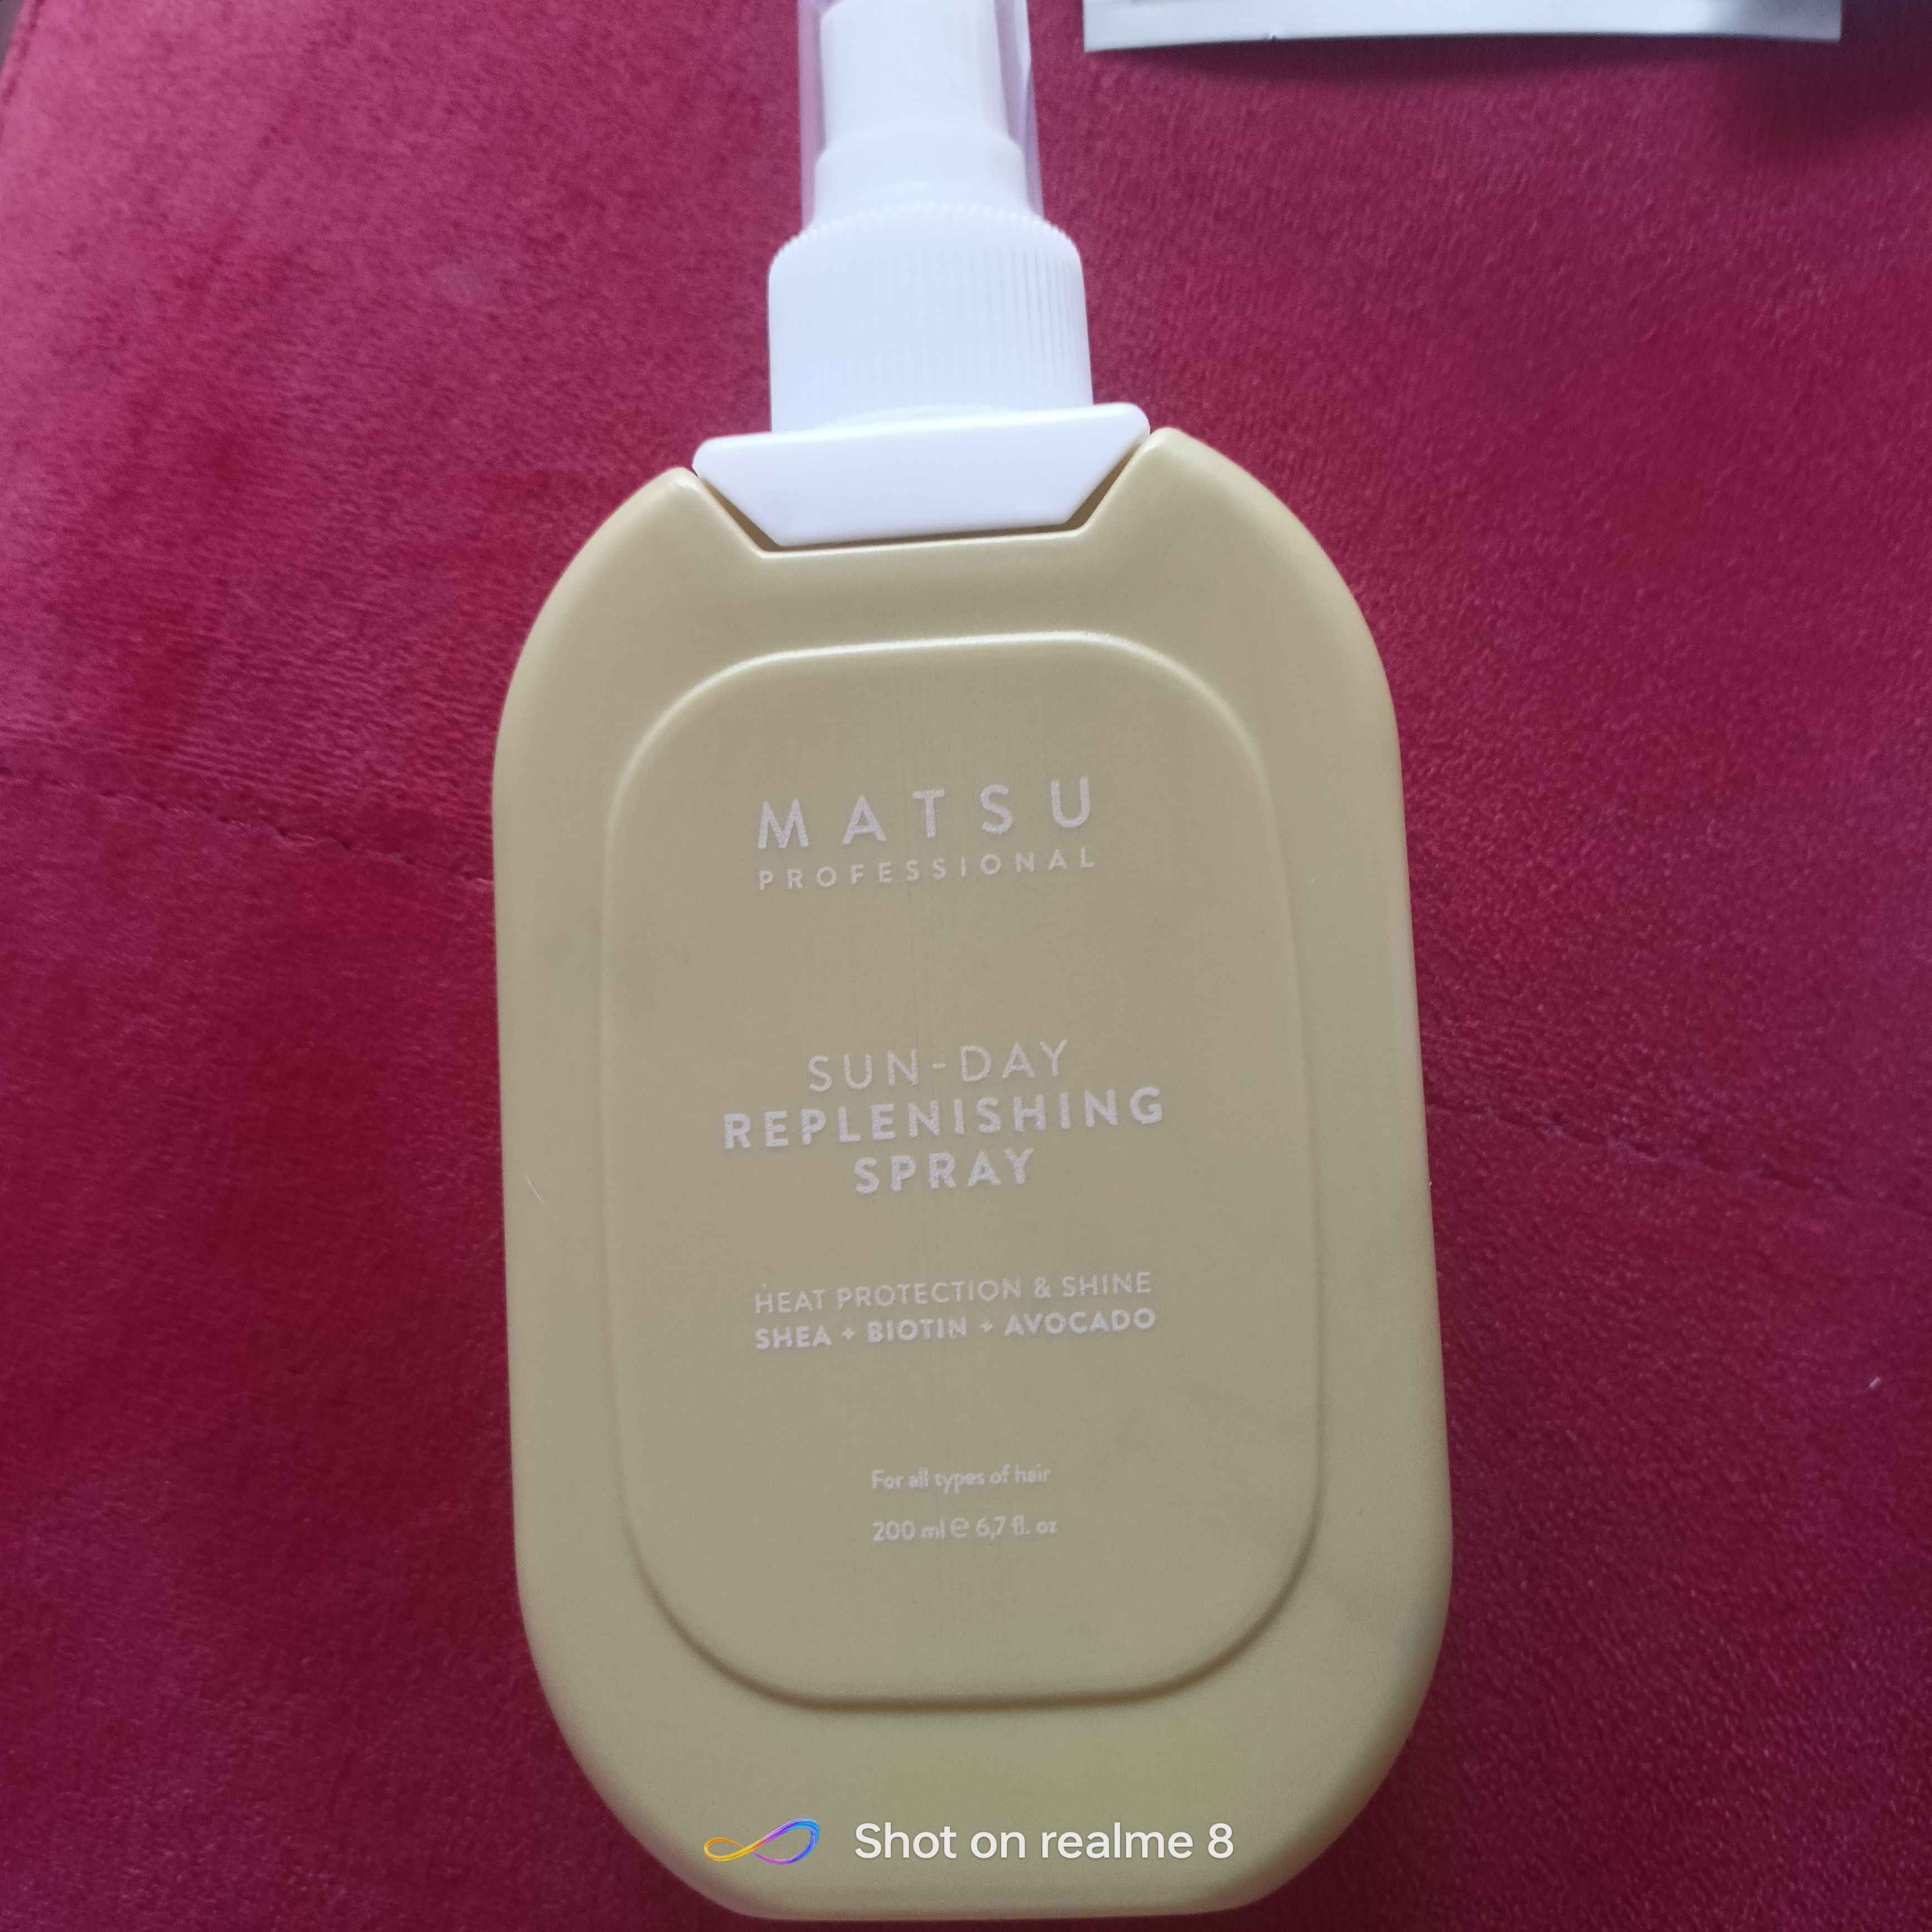 MATSU
PROFESSIONAL
SUN-DAY
REPLENISHING
SPRAY
HEAT PROTECTION & SHINE
SHEA + BIOTIN + AVOCADO
For all types of hair
200 ml ℮ 6,7 fl. oz
Shot on realme 8